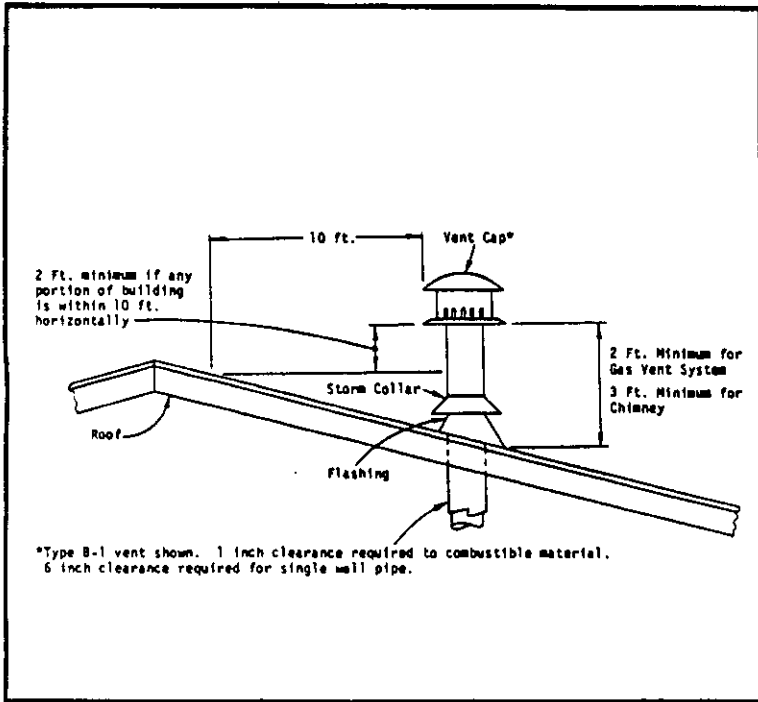 10 ft.
Vent Cap*
2 Ft. minimum if any
portion of building
is within 10 ft.
horizontally
2 Ft. Minimum for
Gas Vent System
3 Ft. Minimum for
Chimney
Storm Collar
Roof
Flashing
*Type B-1 vent shown. 1 inch clearance required to combustible material.
6 inch clearance required for single wall pipe.